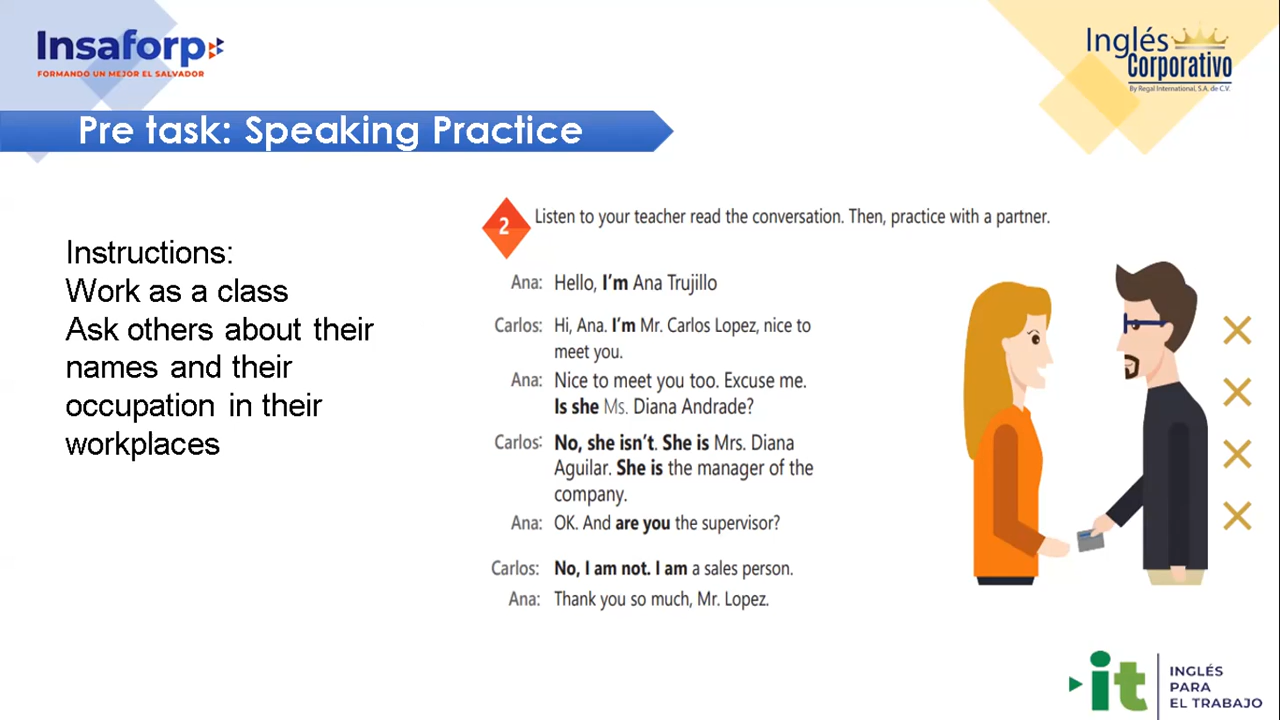 Insaforp
FORMANDO UN MEJOR EL SALVADOR
Inglés
Corporativo
By Regal International, S.A. de C.V.
Pre task: Speaking Practice
Instructions:
Work as a class
Ask others about their
names and their
occupation in their
workplaces
2
Listen to your teacher read the conversation. Then, practice with a partner.
Ana: Hello, I'm Ana Trujillo
Carlos: Hi, Ana. I'm Mr. Carlos Lopez, nice to
meet you.
Ana: Nice to meet you too. Excuse me.
Is she Ms. Diana Andrade?
Carlos: No, she isn't. She is Mrs. Diana
Aguilar. She is the manager of the
company.
Ana: OK. And are you the supervisor?
Carlos: No, I am not. I am a sales person.
Ana: Thank you so much, Mr. Lopez.
it
INGLÉS
PARA
EL TRABAJO